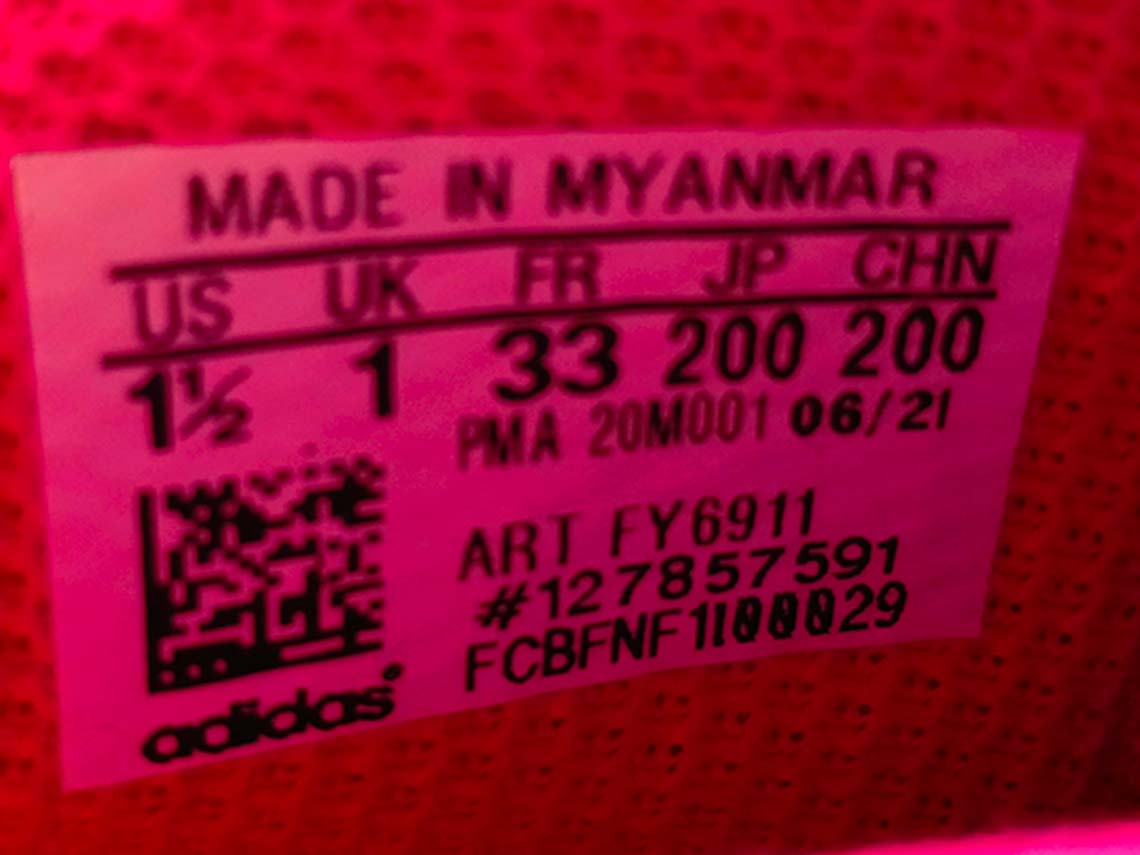 MADE IN MYANMAR
US UK FR JP CHN
1½ 1 33 200 200
PMA 20M001 06/21
ART FY6911
#127857591
FCBFNF1I00029
adidas